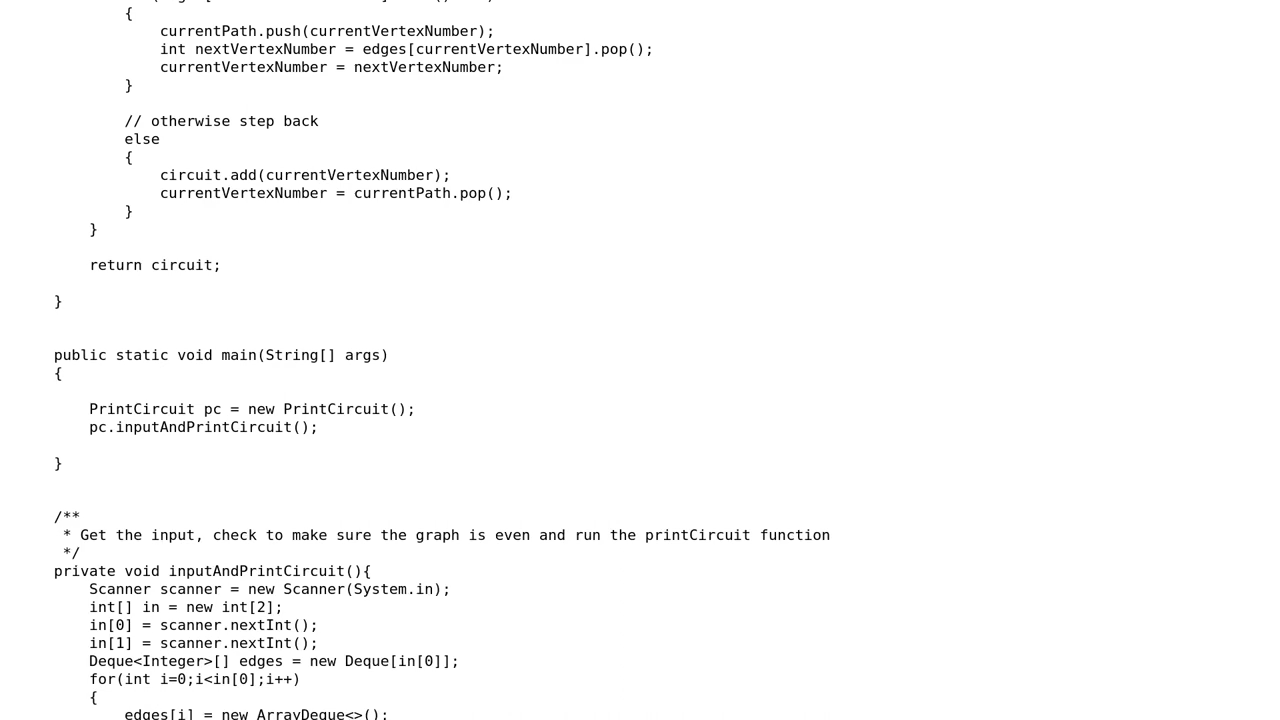 {
currentPath.push(currentVertexNumber);
int nextVertexNumber = edges[currentVertexNumber].pop();
currentVertexNumber = nextVertexNumber;
}
// otherwise step back
else
{
circuit.add(currentVertexNumber);
currentVertexNumber = currentPath.pop();
}
}
return circuit;
}
public static void main(String[] args)
{
PrintCircuit pc = new PrintCircuit();
pc.inputAndPrintCircuit();
}
/**
* Get the input, check to make sure the graph is even and run the printCircuit function
*/
private void inputAndPrintCircuit(){
Scanner scanner = new Scanner(System.in);
int[] in = new int[2];
in[0] = scanner.nextInt();
in[1] = scanner.nextInt();
Deque<Integer>[] edges = new Deque[in[0]];
for(int i=0;i<in[0];i++)
{
edges[i] = new ArrayDeque<>();